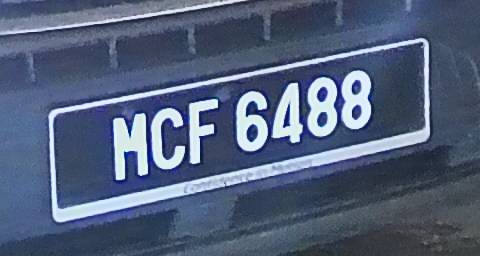 MCF 6488
Confidence in Motion